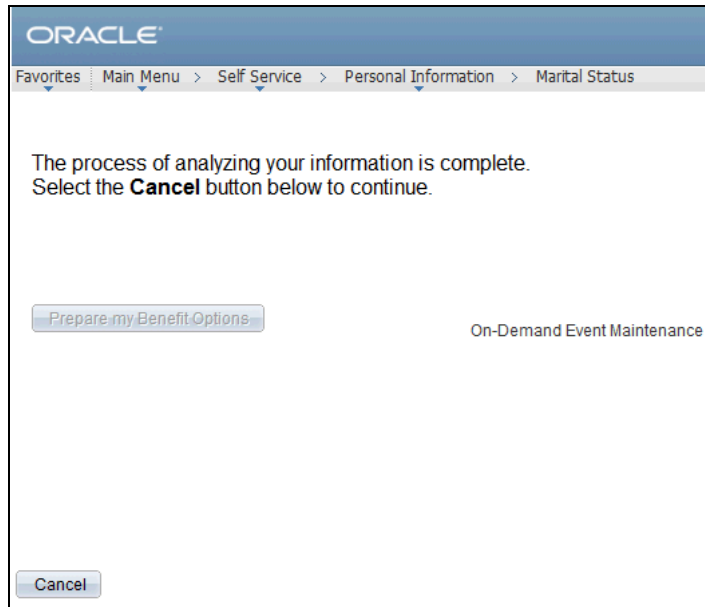 ORACLE
Favorites Main Menu > Self Service > Personal Information > Marital Status
The process of analyzing your information is complete.
Select the Cancel button below to continue.
Prepare my Benefit Options
On-Demand Event Maintenance
Cancel